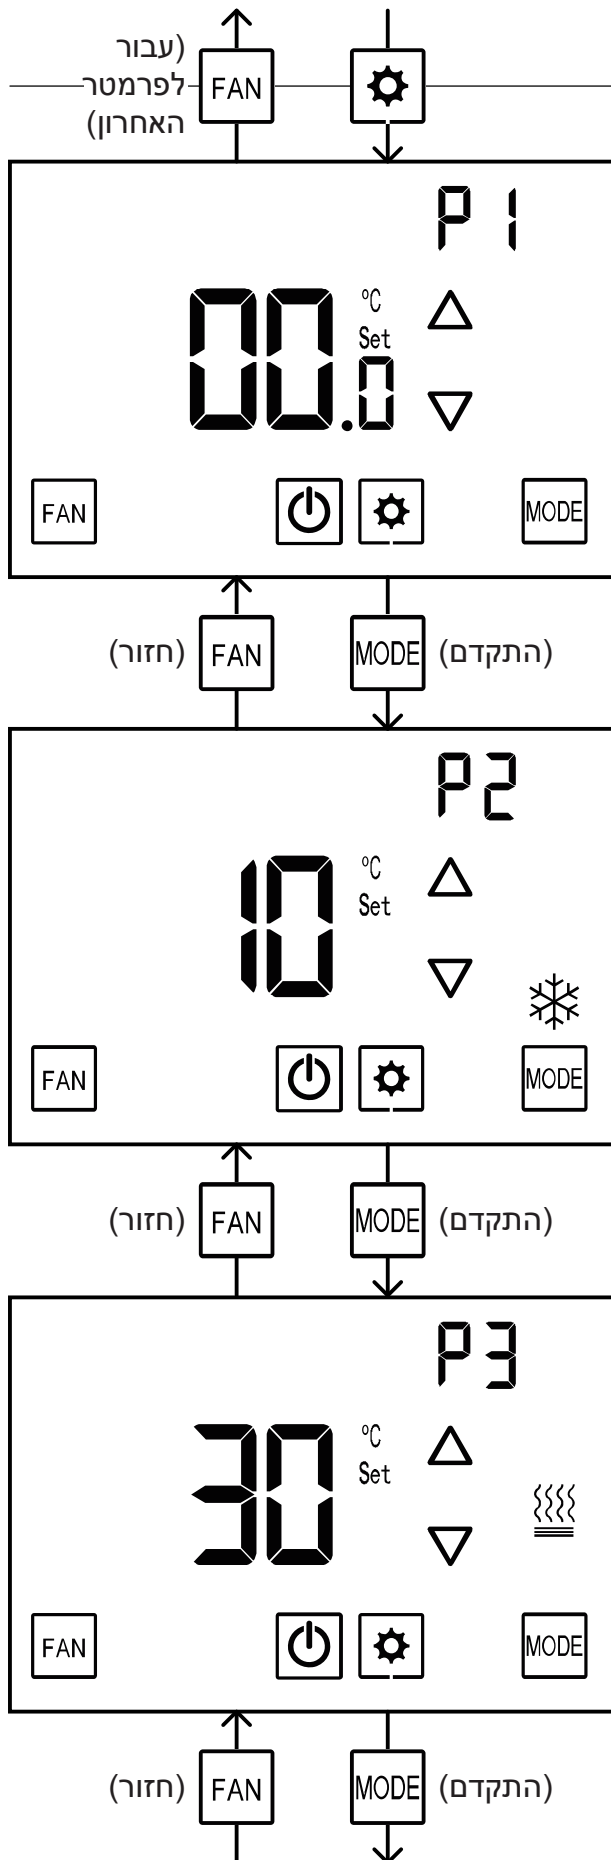 (עבור
לפרמטר
האחרון)
FAN
P1
°C
Set
00.0
FAN
MODE
(חזור)
FAN
MODE
(התקדם)
P2
°C
Set
10
FAN
MODE
(חזור)
FAN
MODE
(התקדם)
P3
°C
Set
30
FAN
MODE
(חזור)
FAN
MODE
(התקדם)